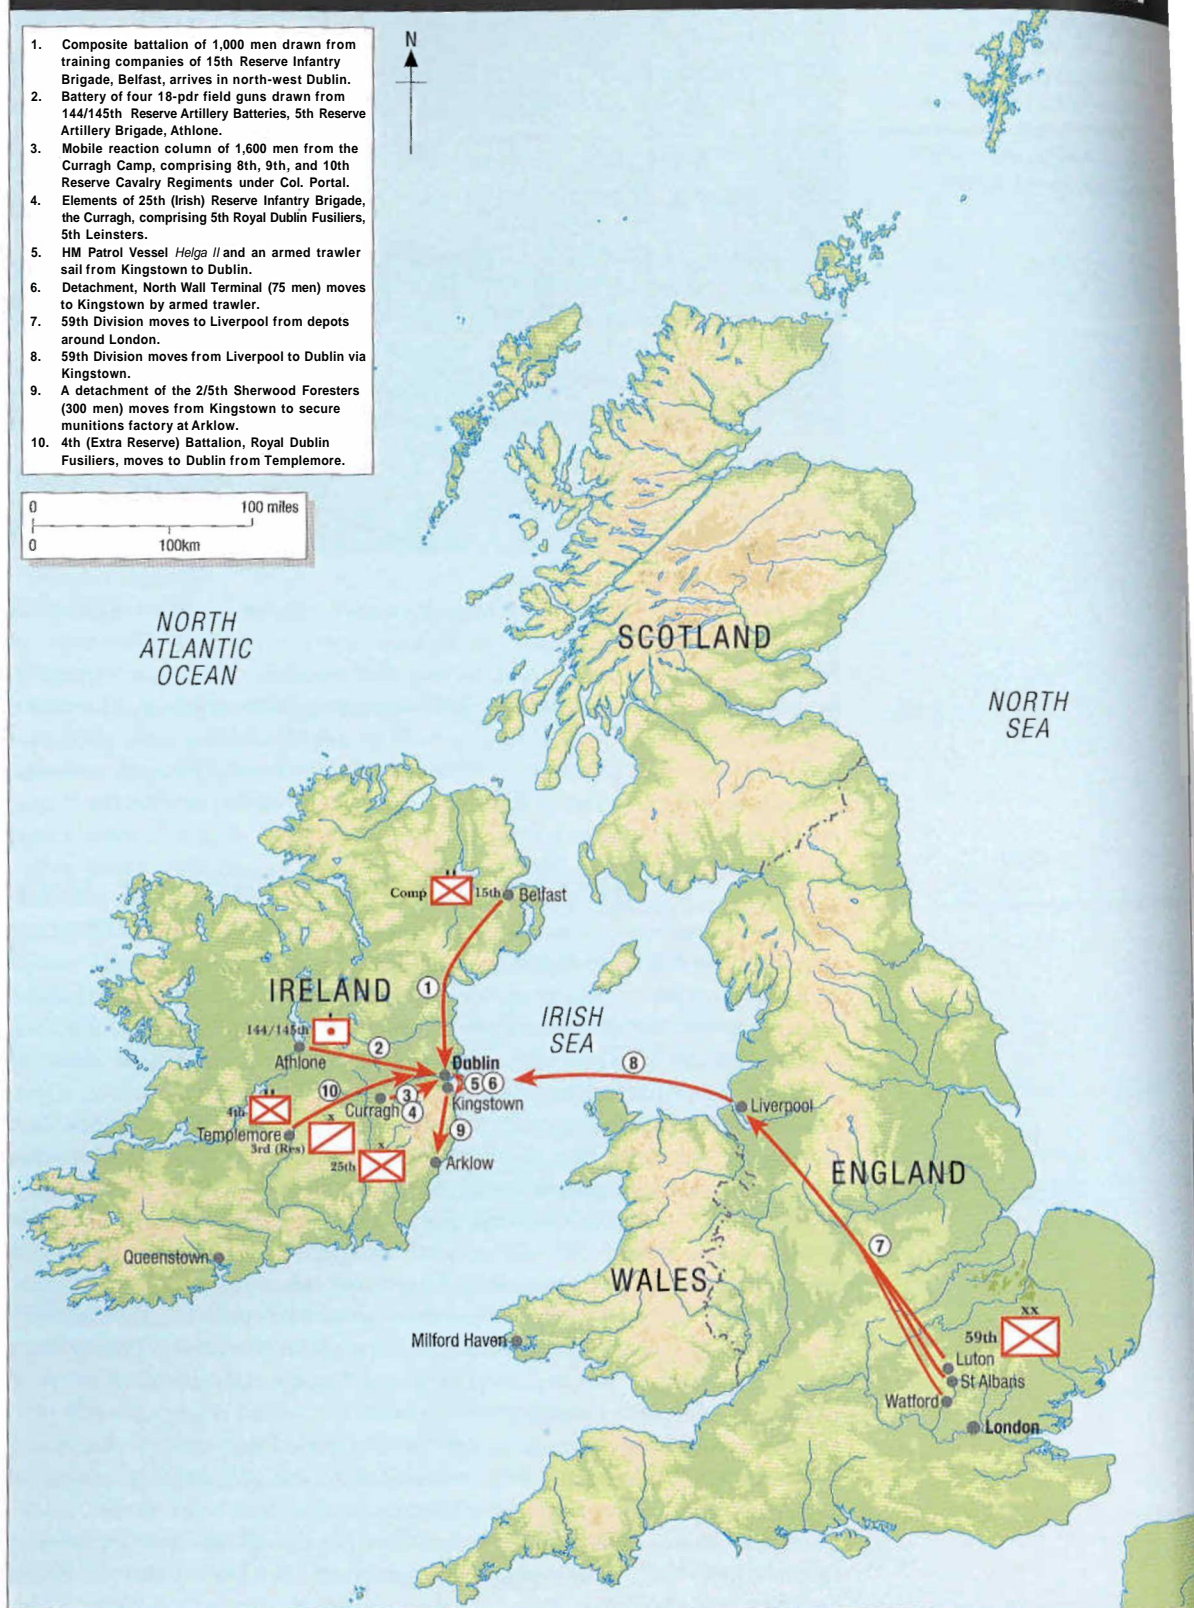 1. Composite battalion of 1,000 men drawn from
training companies of 15th Reserve Infantry
Brigade, Belfast, arrives in north-west Dublin.
2. Battery of four 18-pdr field guns drawn from
144/145th Reserve Artillery Batteries, 5th Reserve
Artillery Brigade, Athlone.
3. Mobile reaction column of 1,600 men from the
Curragh Camp, comprising 8th, 9th, and 10th
Reserve Cavalry Regiments under Col. Portal.
4. Elements of 25th (Irish) Reserve Infantry Brigade,
the Curragh, comprising 5th Royal Dublin Fusiliers,
5th Leinsters.
5. HM Patrol Vessel Helga II and an armed trawler
sail from Kingstown to Dublin.
6. Detachment, North Wall Terminal (75 men) moves
to Kingstown by armed trawler.
7. 59th Division moves to Liverpool from depots
around London.
8. 59th Division moves from Liverpool to Dublin via
Kingstown.
9. A detachment of the 2/5th Sherwood Foresters
(300 men) moves from Kingstown to secure
munitions factory at Arklow.
10. 4th (Extra Reserve) Battalion, Royal Dublin
Fusiliers, moves to Dublin from Templemore.
N
0 100 miles
0 100km
NORTH
ATLANTIC
OCEAN
SCOTLAND
NORTH
SEA
Comp 15th Belfast
IRELAND
1
144/145th
Athlone
2
IRISH
SEA
8
Dublin
5 6
Kingstown
10
3
Curragh 4
4th
Templemore
x
3rd (Res)
9
x
25th
Arklow
Liverpool
ENGLAND
Queenstown
WALES
7
Milford Haven
xx
59th
Luton
St Albans
Watford
London